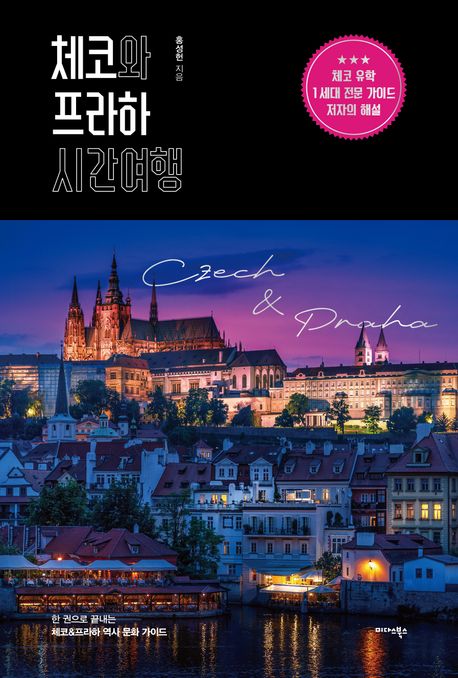 체코와
프라하
시간여행
홍성헌 지음
★★★
체코 유학
1세대 전문 가이드
저자의 해설
Czech
&
Praha
한 권으로 끝내는
체코&프라하 역사 문화 가이드
미다스북스